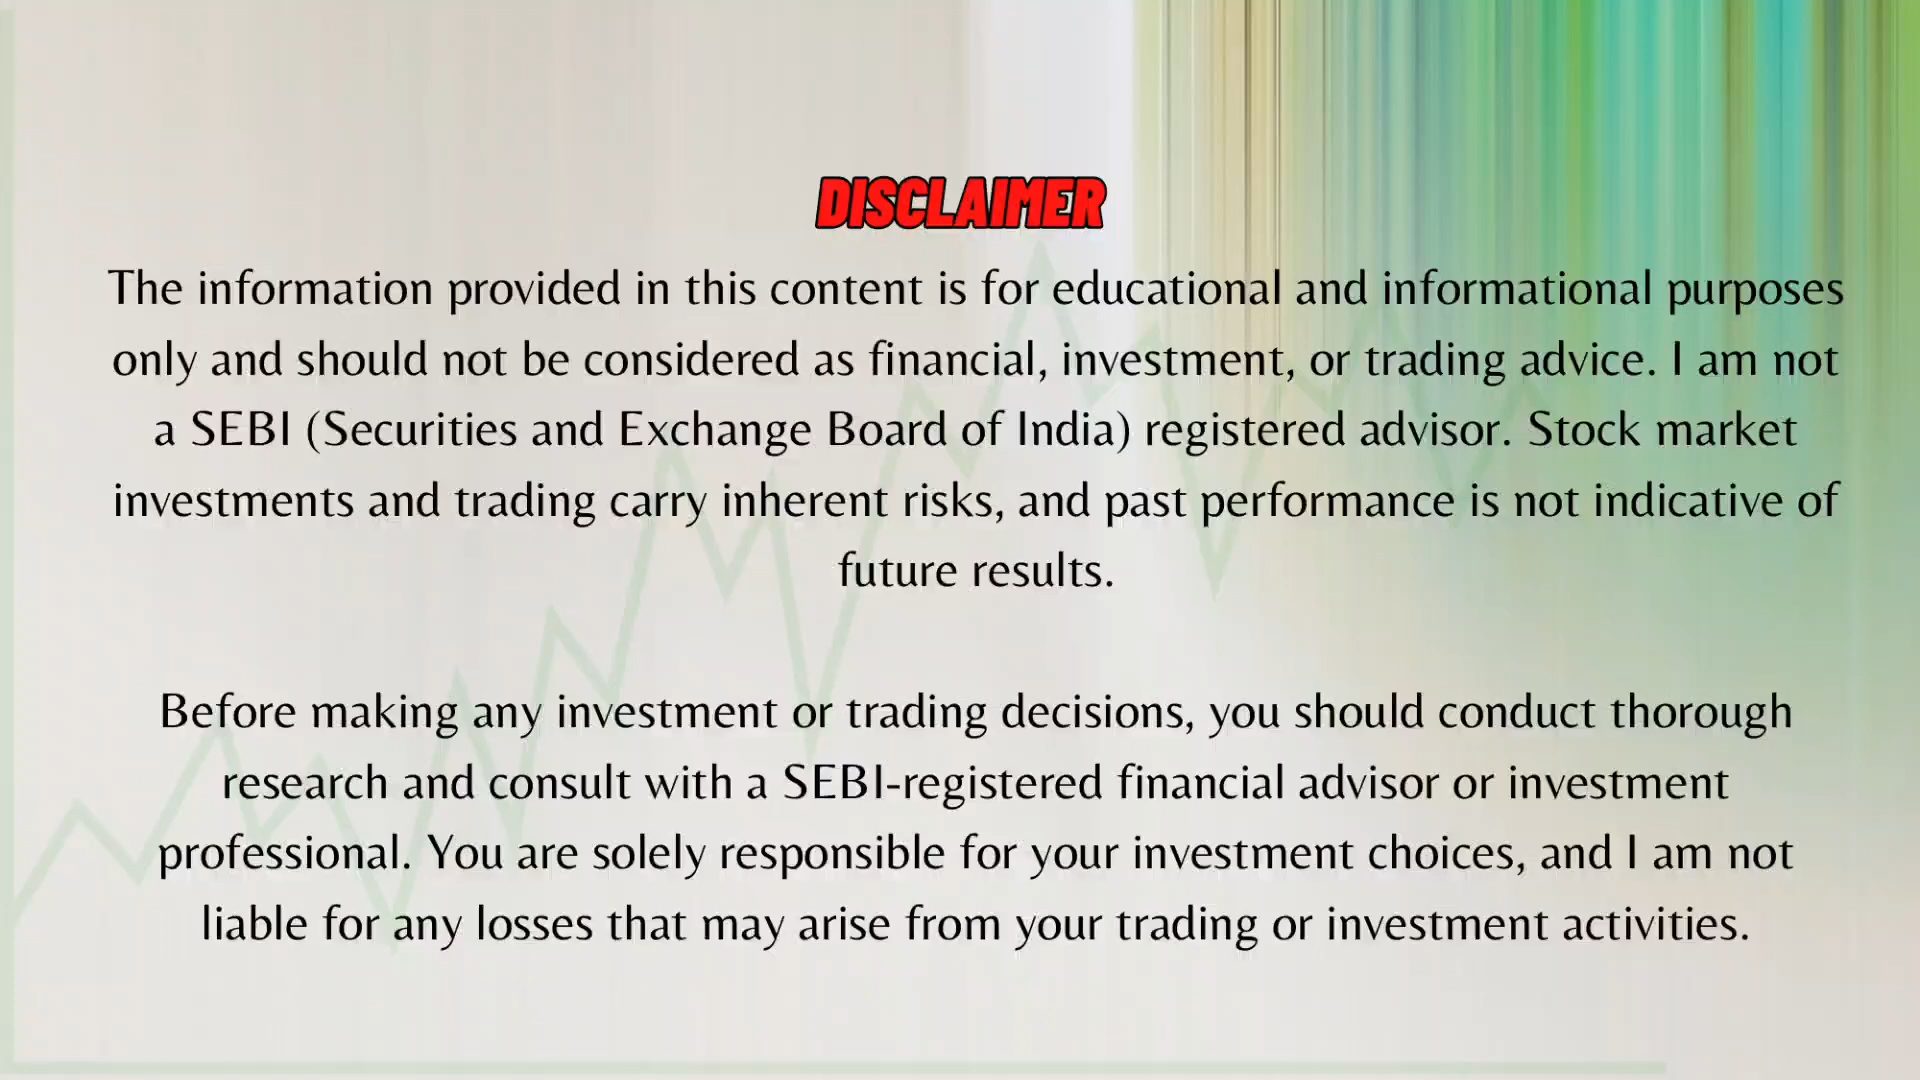 DISCLAIMER
The information provided in this content is for educational and informational purposes
only and should not be considered as financial, investment, or trading advice. I am not
a SEBI (Securities and Exchange Board of India) registered advisor. Stock market
investments and trading carry inherent risks, and past performance is not indicative of
future results.
Before making any investment or trading decisions, you should conduct thorough
research and consult with a SEBI-registered financial advisor or investment
professional. You are solely responsible for your investment choices, and I am not
liable for any losses that may arise from your trading or investment activities.